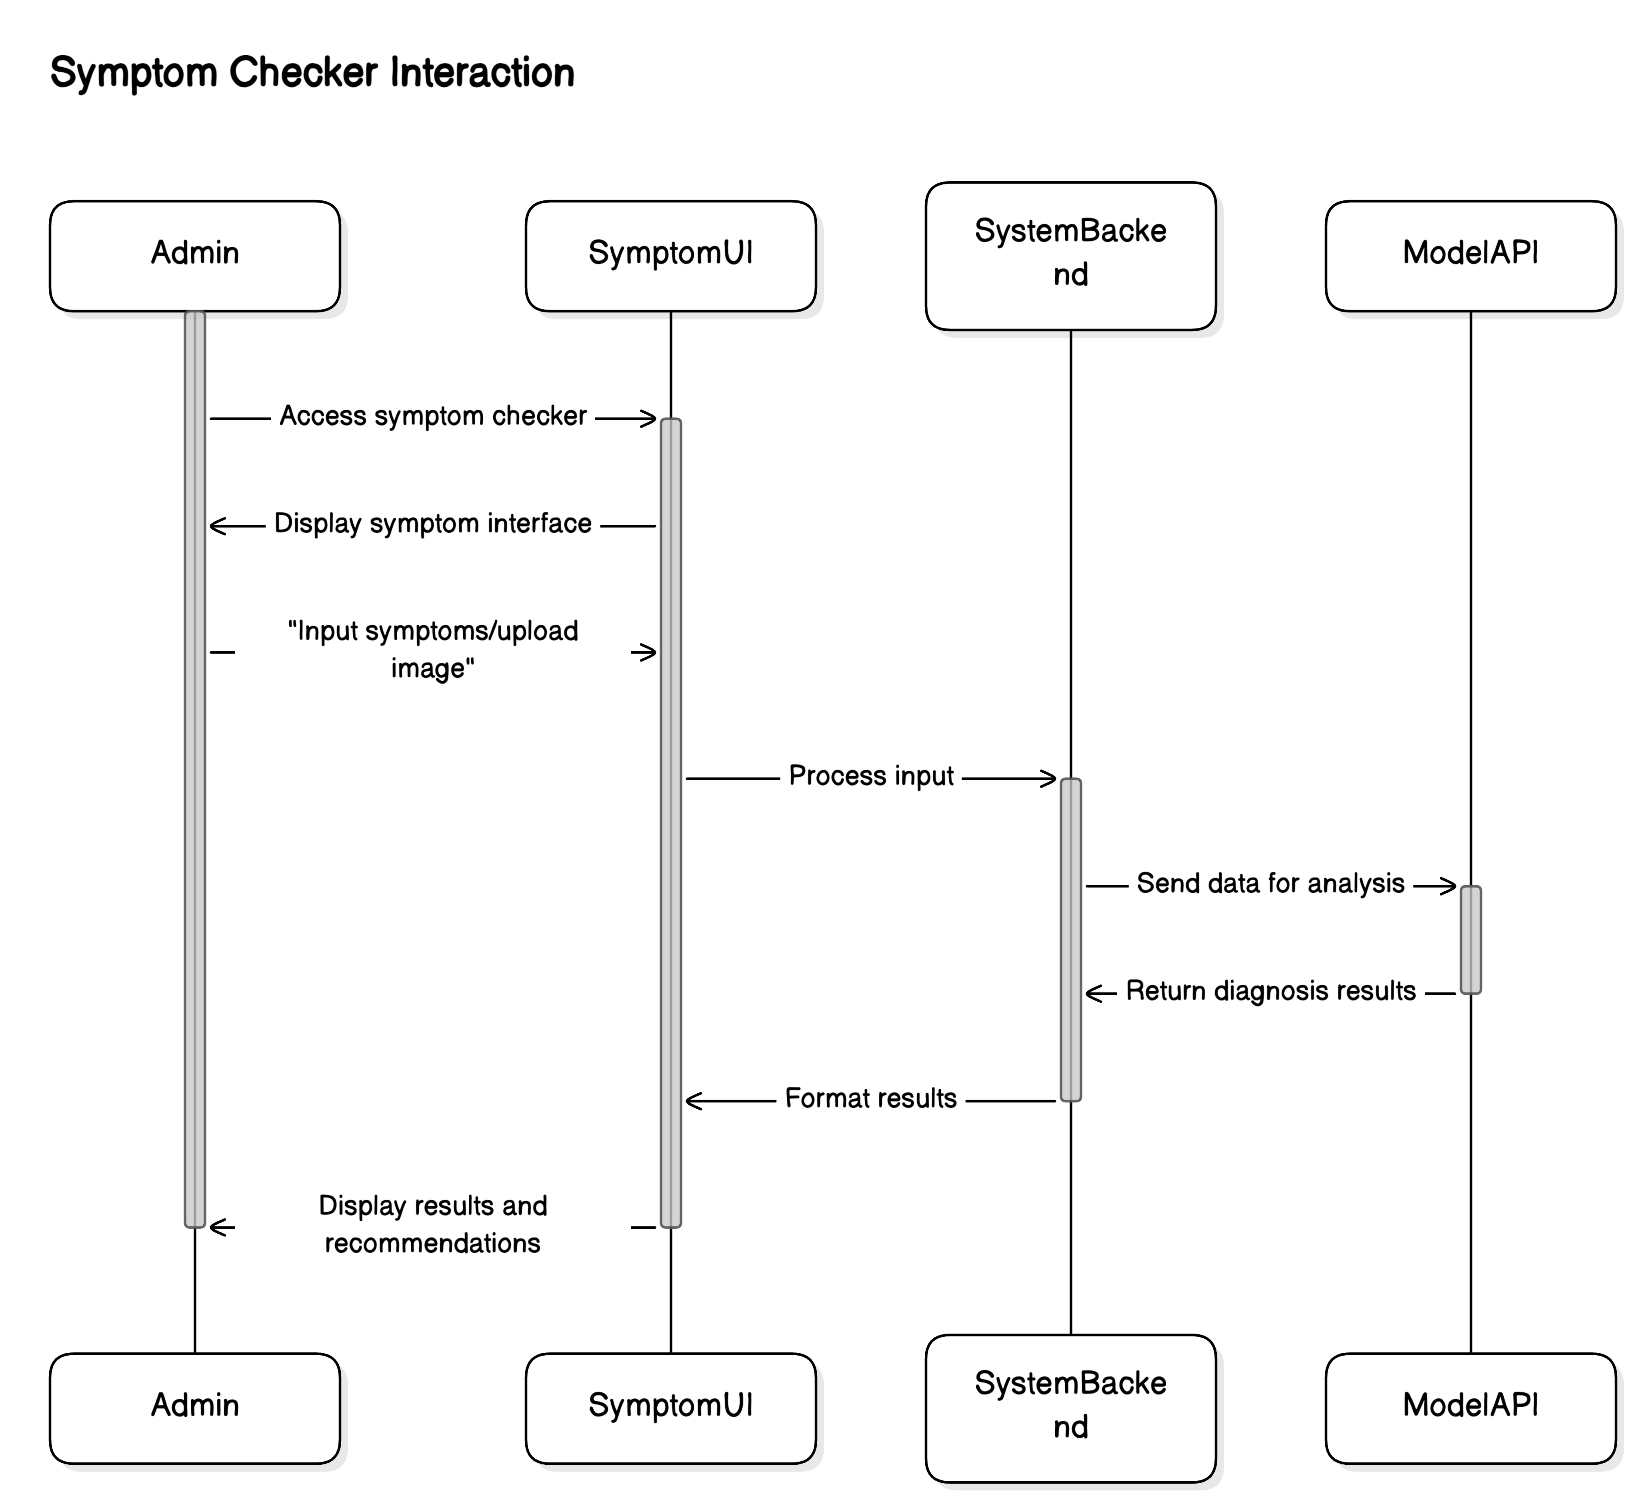 Symptom Checker Interaction
Admin
SymptomUI
SystemBacke
nd
ModelAPI
Access symptom checker
Display symptom interface
"Input symptoms/upload
image"
Process input
Send data for analysis
Return diagnosis results
Format results
Display results and
recommendations
Admin
SymptomUI
SystemBacke
nd
ModelAPI